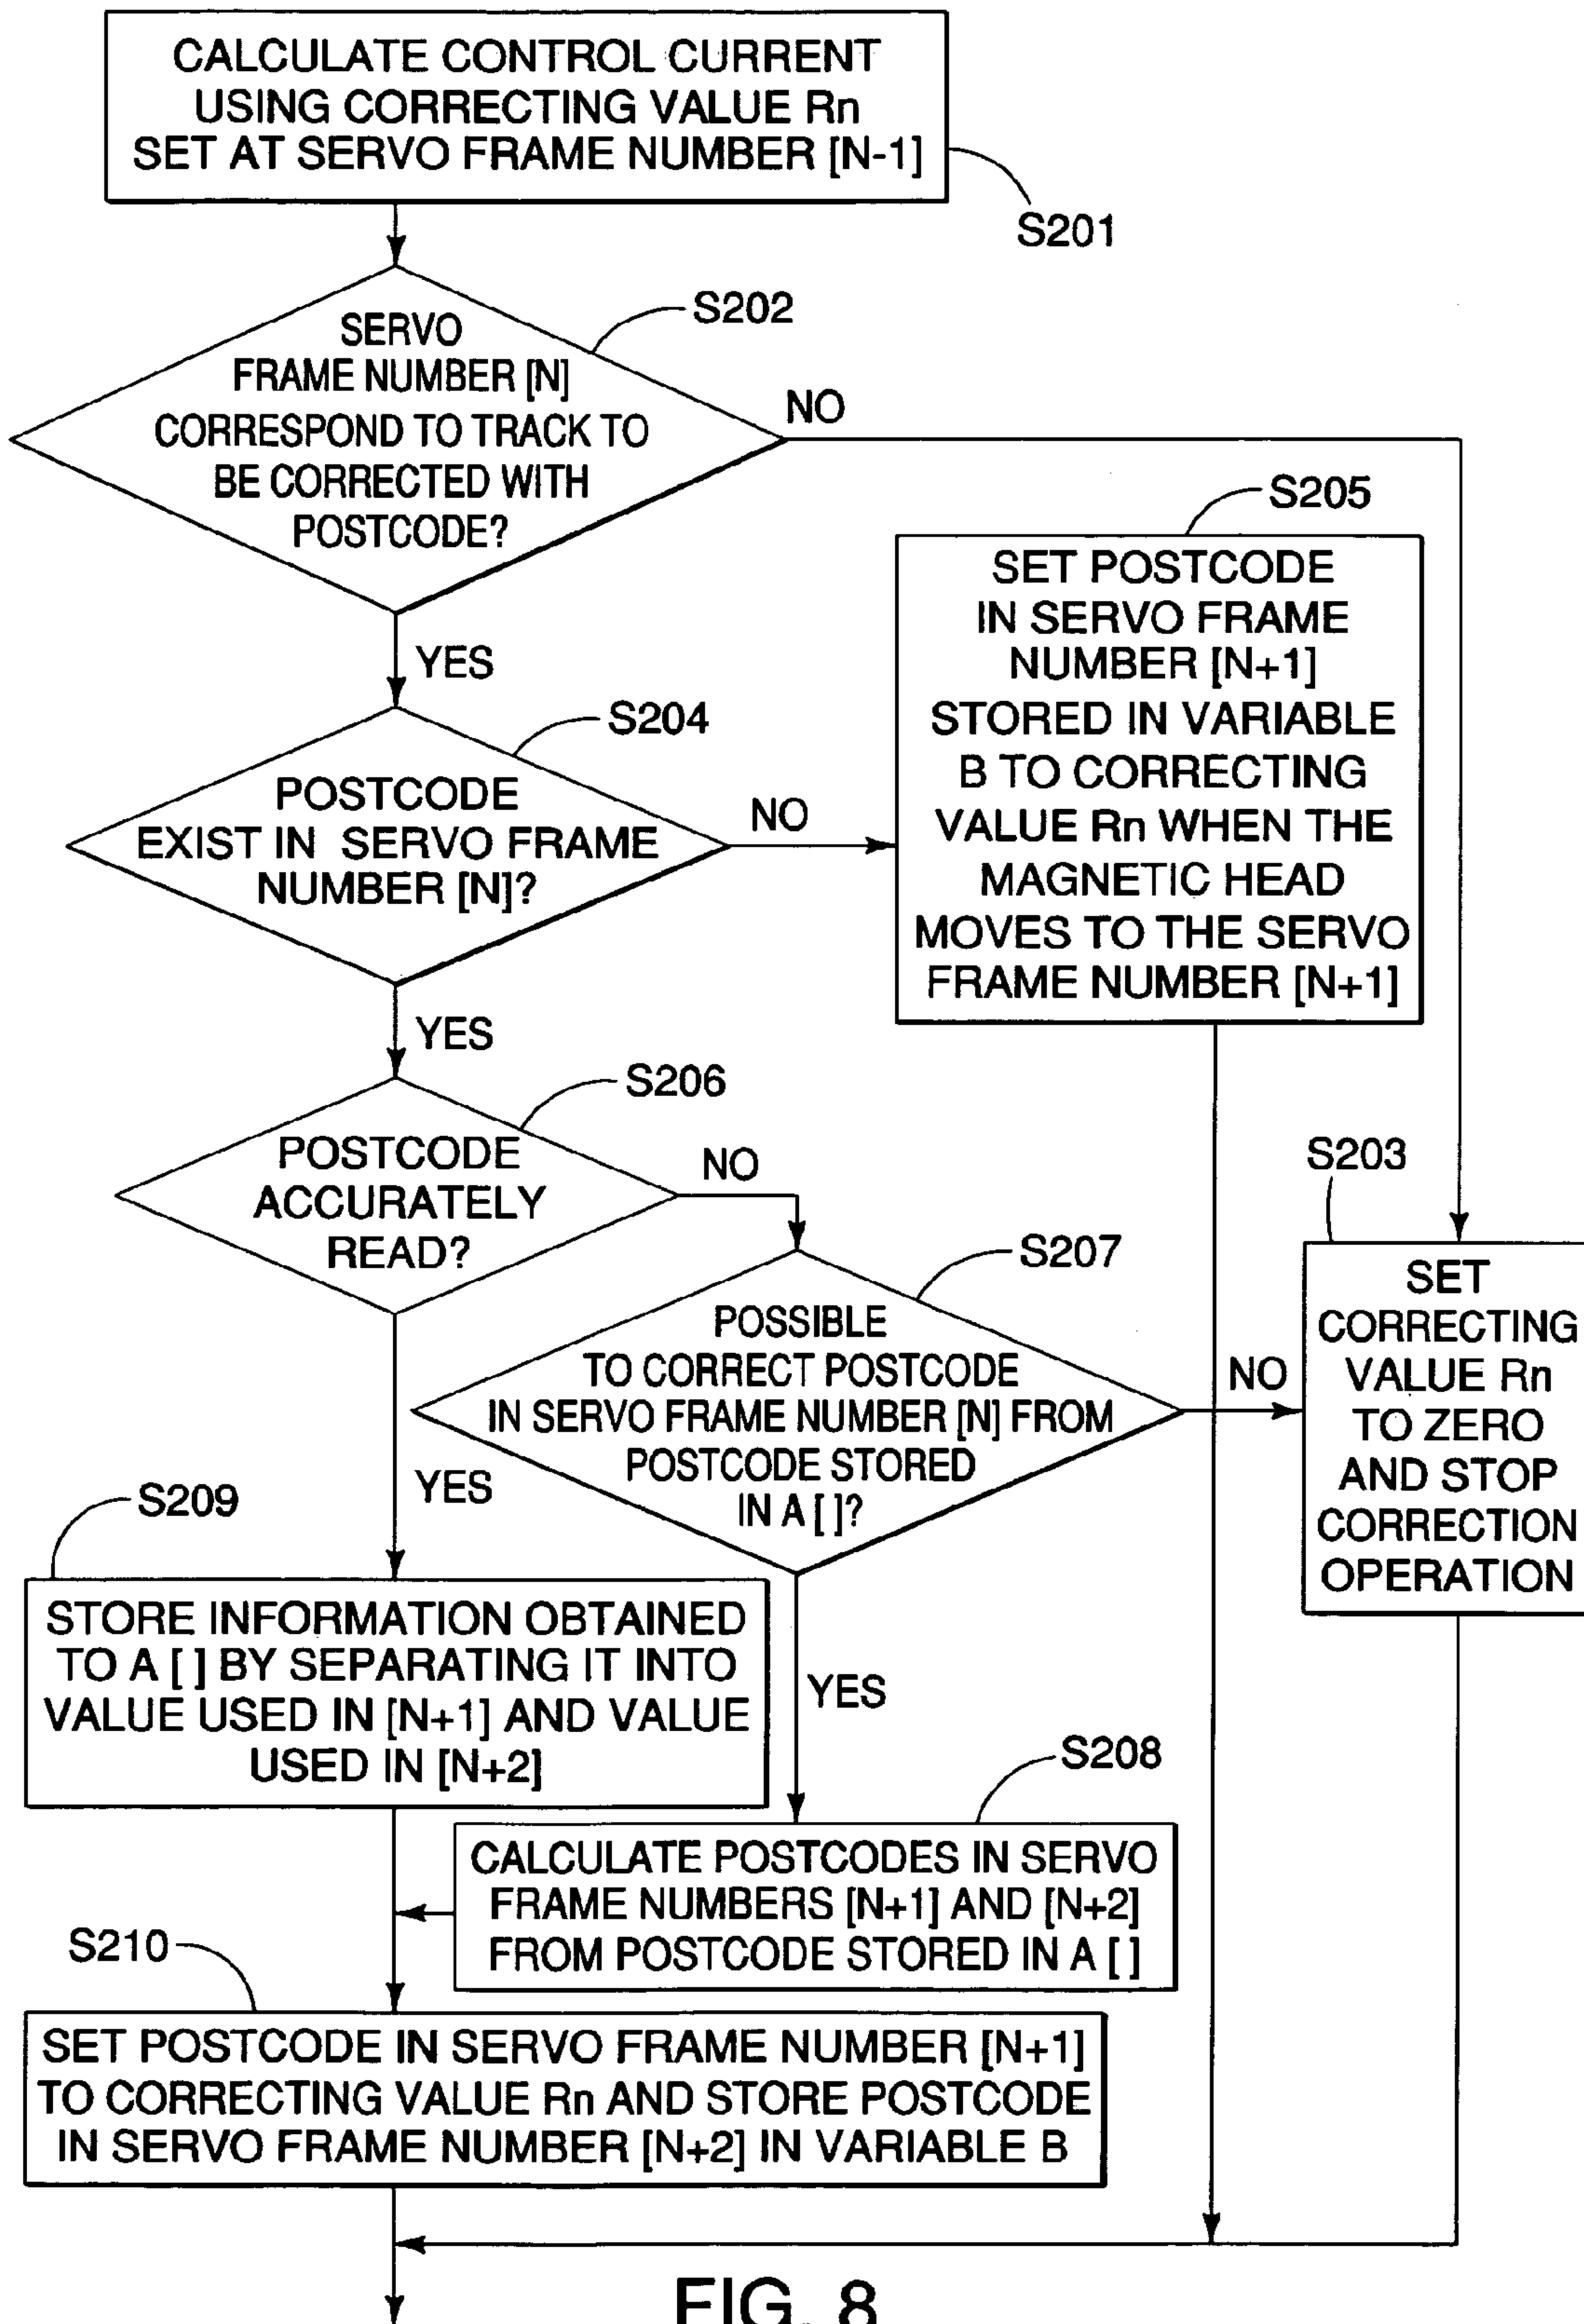 CALCULATE CONTROL CURRENT
USING CORRECTING VALUE Rn
SET AT SERVO FRAME NUMBER [N-1]
S201
S202
SERVO
FRAME NUMBER [N]
CORRESPOND TO TRACK TO
BE CORRECTED WITH
POSTCODE?
NO
YES
S205
SET POSTCODE
IN SERVO FRAME
NUMBER [N+1]
STORED IN VARIABLE
B TO CORRECTING
VALUE Rn WHEN THE
MAGNETIC HEAD
MOVES TO THE SERVO
FRAME NUMBER [N+1]
S204
POSTCODE
EXIST IN SERVO FRAME
NUMBER [N]?
NO
YES
S206
POSTCODE
ACCURATELY
READ?
NO
YES
S207
POSSIBLE
TO CORRECT POSTCODE
IN SERVO FRAME NUMBER [N] FROM
POSTCODE STORED
IN A [ ]?
NO
YES
S203
SET
CORRECTING
VALUE Rn
TO ZERO
AND STOP
CORRECTION
OPERATION
S209
STORE INFORMATION OBTAINED
TO A [ ] BY SEPARATING IT INTO
VALUE USED IN [N+1] AND VALUE
USED IN [N+2]
S208
CALCULATE POSTCODES IN SERVO
FRAME NUMBERS [N+1] AND [N+2]
FROM POSTCODE STORED IN A [ ]
S210
SET POSTCODE IN SERVO FRAME NUMBER [N+1]
TO CORRECTING VALUE Rn AND STORE POSTCODE
IN SERVO FRAME NUMBER [N+2] IN VARIABLE B
FIG. 8